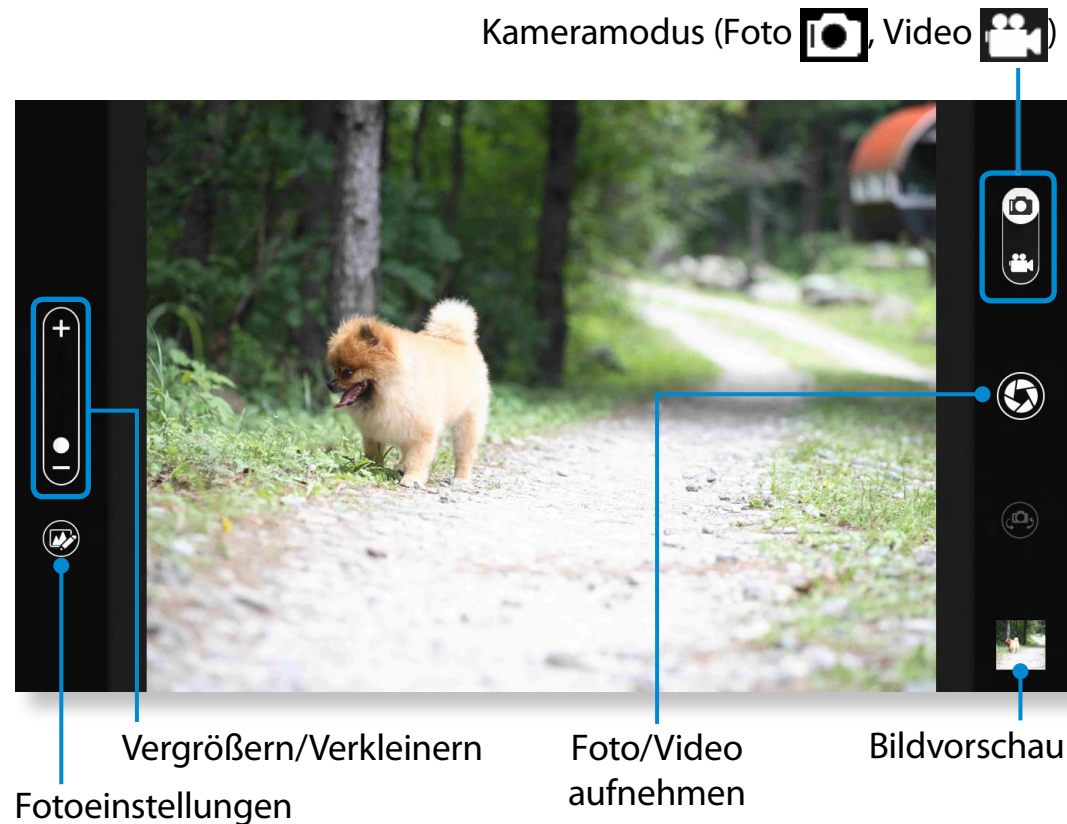 Kameramodus (Foto , Video )
Vergrößern/Verkleinern
Foto/Video
aufnehmen
Bildvorschau
Fotoeinstellungen